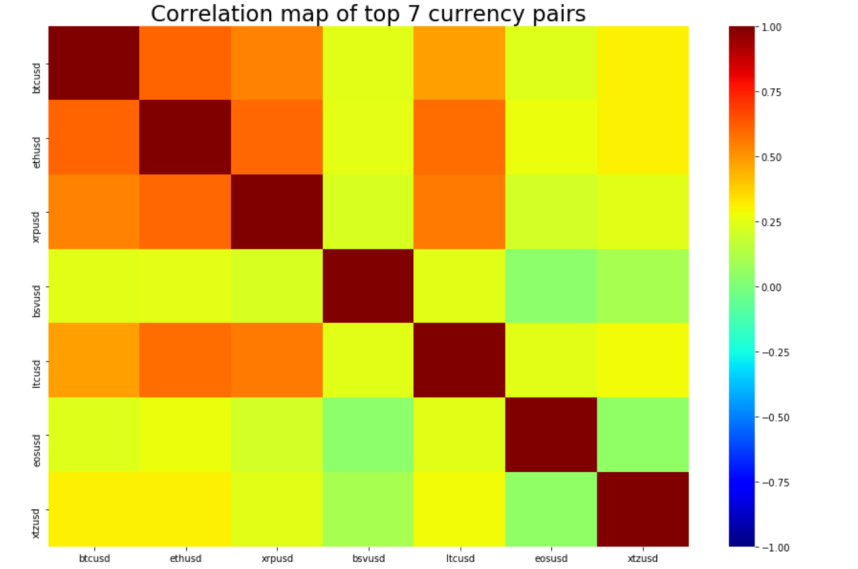 Correlation map of top 7 currency pairs
btcusd
ethusd
xrpusd
bsvusd
ltcusd
eosusd
xtzusd
btcusd ethusd xrpusd bsvusd ltcusd eosusd xtzusd
1.00
0.75
0.50
0.25
0.00
−0.25
−0.50
−0.75
−1.00